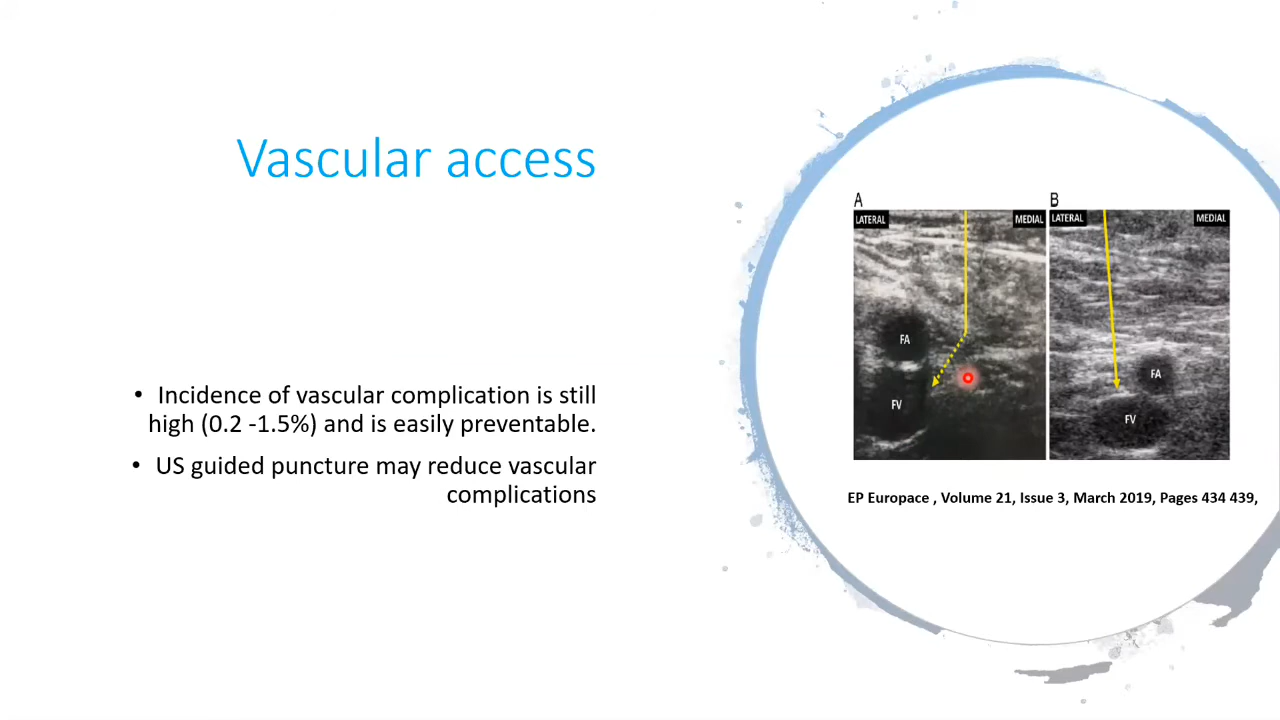 Vascular access
• Incidence of vascular complication is still
high (0.2 -1.5%) and is easily preventable.
• US guided puncture may reduce vascular
complications
A
B
LATERAL
MEDIAL
LATERAL
MEDIAL
FA
FV
FA
FV
EP Europace , Volume 21, Issue 3, March 2019, Pages 434 439,